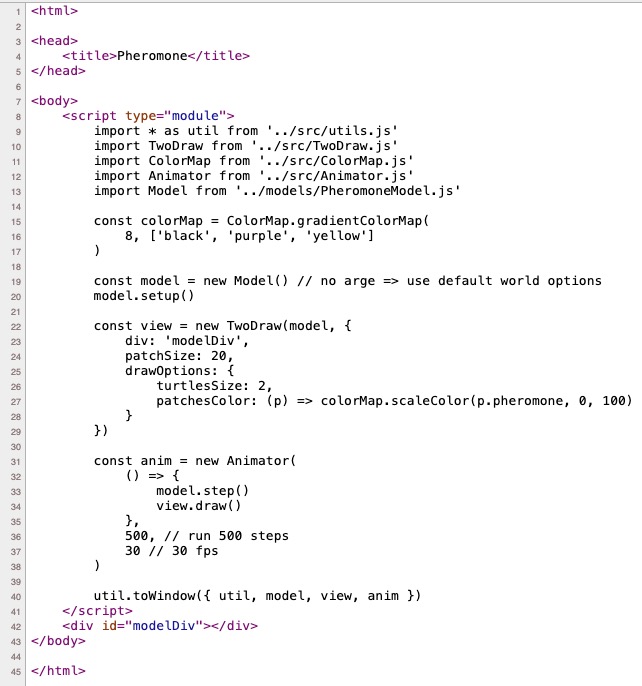 1 <html>
2
3 <head>
4     <title>Pheromone</title>
5 </head>
6
7 <body>
8     <script type="module">
9         import * as util from '../src/utils.js'
10         import TwoDraw from '../src/TwoDraw.js'
11         import ColorMap from '../src/ColorMap.js'
12         import Animator from '../src/Animator.js'
13         import Model from '../models/PheromoneModel.js'
14
15         const colorMap = ColorMap.gradientColorMap(
16             8, ['black', 'purple', 'yellow']
17         )
18
19         const model = new Model() // no arge => use default world options
20         model.setup()
21
22         const view = new TwoDraw(model, {
23             div: 'modelDiv',
24             patchSize: 20,
25             drawOptions: {
26                 turtlesSize: 2,
27                 patchesColor: (p) => colorMap.scaleColor(p.pheromone, 0, 100)
28             }
29         })
30
31         const anim = new Animator(
32             () => {
33                 model.step()
34                 view.draw()
35             },
36             500, // run 500 steps
37             30 // 30 fps
38         )
39
40         util.toWindow({ util, model, view, anim })
41     </script>
42     <div id="modelDiv"></div>
43 </body>
44
45 </html>